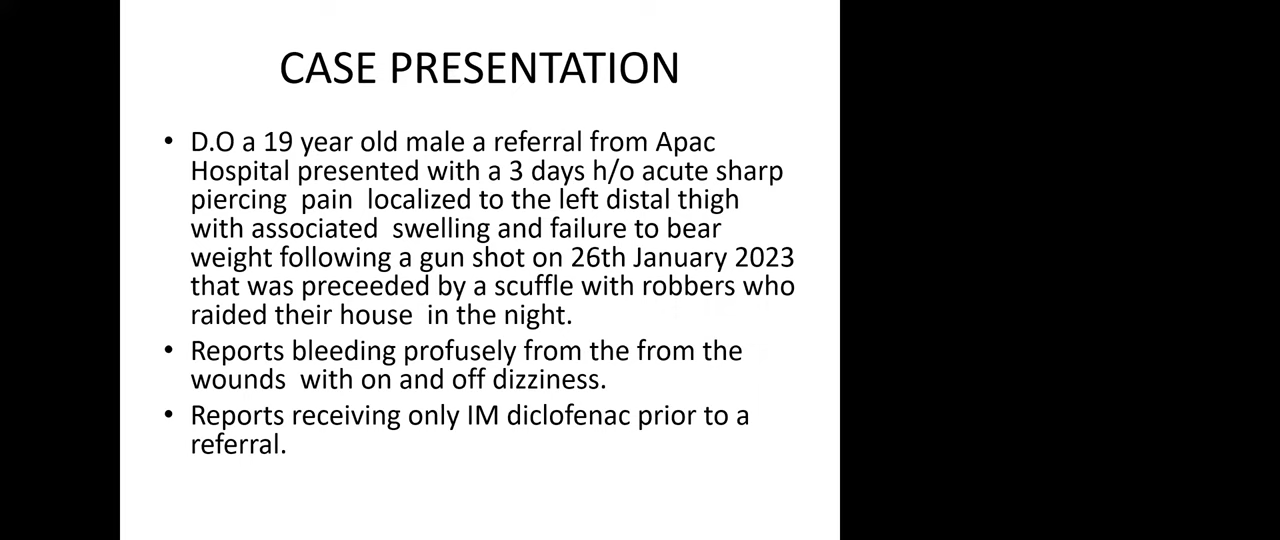 CASE PRESENTATION
• D.O a 19 year old male a referral from Apac
Hospital presented with a 3 days h/o acute sharp
piercing  pain  localized to the left distal thigh
with associated  swelling and failure to bear
weight following a gun shot on 26th January 2023
that was preceeded by a scuffle with robbers who
raided their house  in the night.
• Reports bleeding profusely from the from the
wounds  with on and off dizziness.
• Reports receiving only IM diclofenac prior to a
referral.